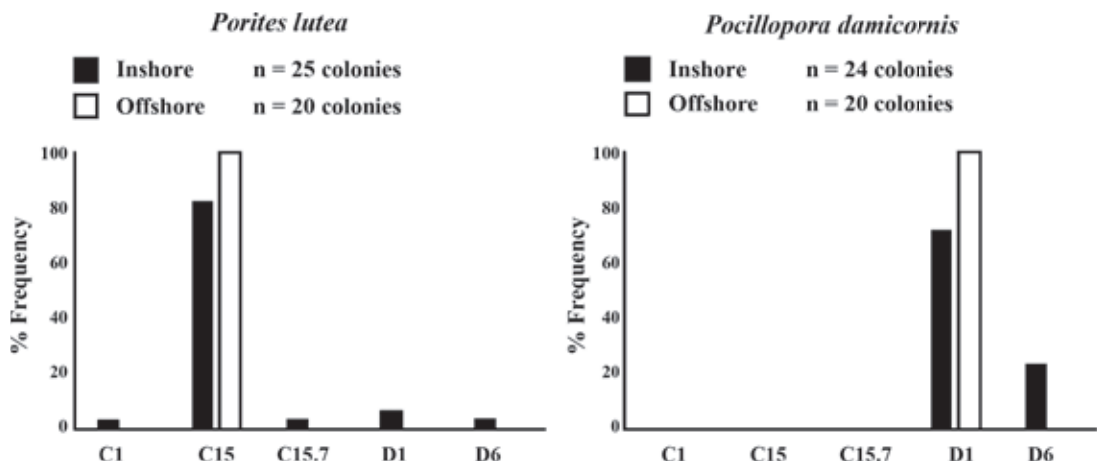 Porites lutea
Inshore n = 25 colonies
Offshore n = 20 colonies
% Frequency
100
80
60
40
20
0
C1 C15 C15.7 D1 D6
Pocillopora damicornis
Inshore n = 24 colonies
Offshore n = 20 colonies
% Frequency
100
80
60
40
20
0
C1 C15 C15.7 D1 D6